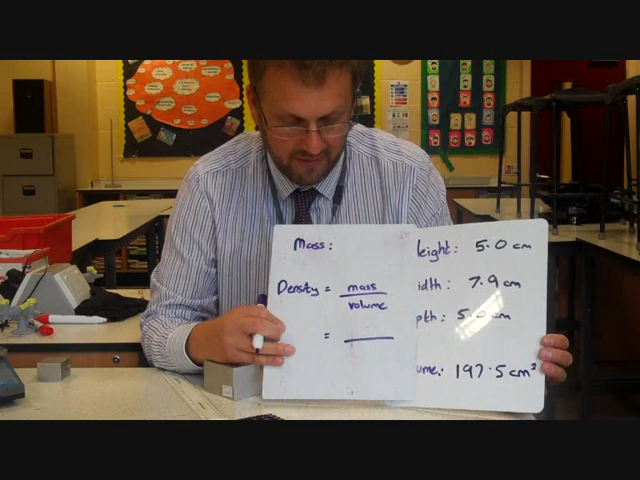 Mass:
Density = mass
volume
=
eight: 5.0 cm
idth: 7.9 cm
pth: 5.0 cm
ume: 197.5 cm³